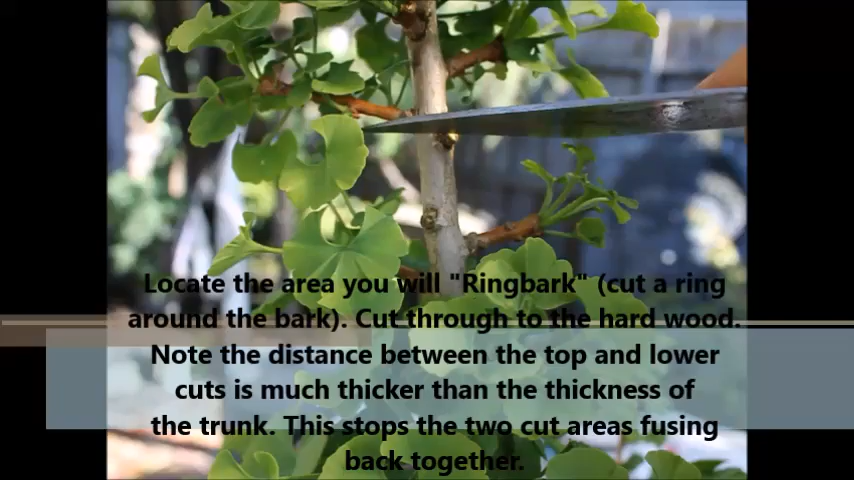 Locate the area you will "Ringbark" (cut a ring
around the bark). Cut through to the hard wood.
Note the distance between the top and lower
cuts is much thicker than the thickness of
the trunk. This stops the two cut areas fusing
back together.